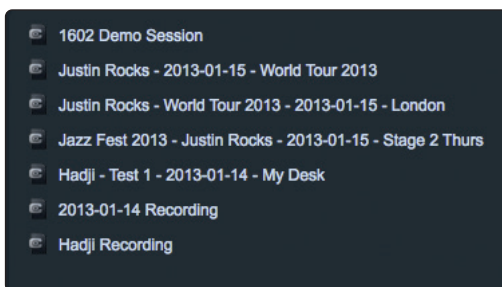 1602 Demo Session
Justin Rocks - 2013-01-15 - World Tour 2013
Justin Rocks - World Tour 2013 - 2013-01-15 - London
Jazz Fest 2013 - Justin Rocks - 2013-01-15 - Stage 2 Thurs
Hadji - Test 1 - 2013-01-14 - My Desk
2013-01-14 Recording
Hadji Recording